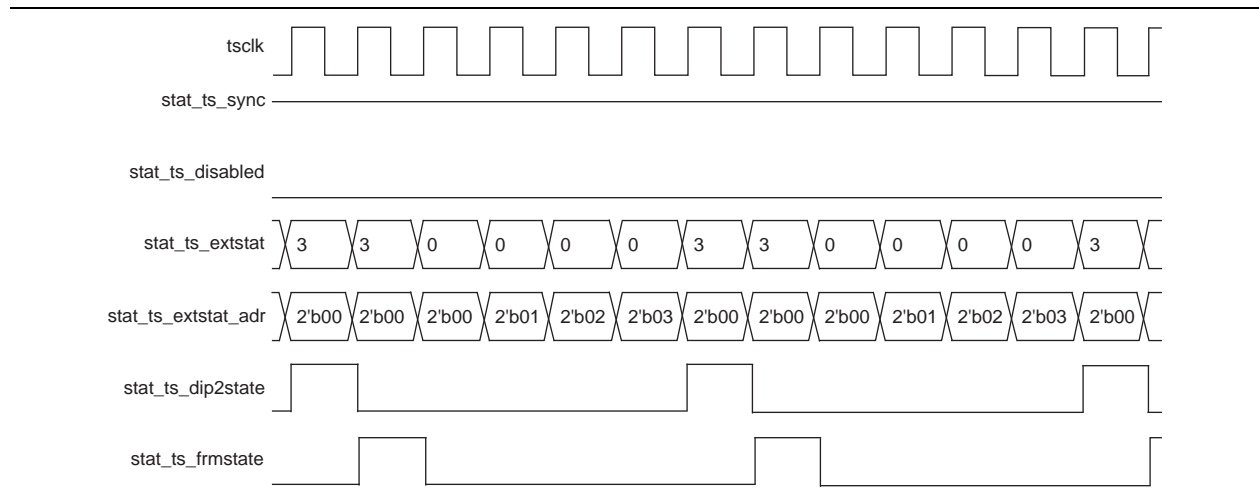 tsclk
stat_ts_sync
stat_ts_disabled
stat_ts_extstat 3 3 0 0 0 0 3 3 0 0 0 0 3
stat_ts_extstat_adr 2'b00 2'b00 2'b00 2'b01 2'b02 2'b03 2'b00 2'b00 2'b00 2'b01 2'b02 2'b03 2'b00
stat_ts_dip2state
stat_ts_frmstate